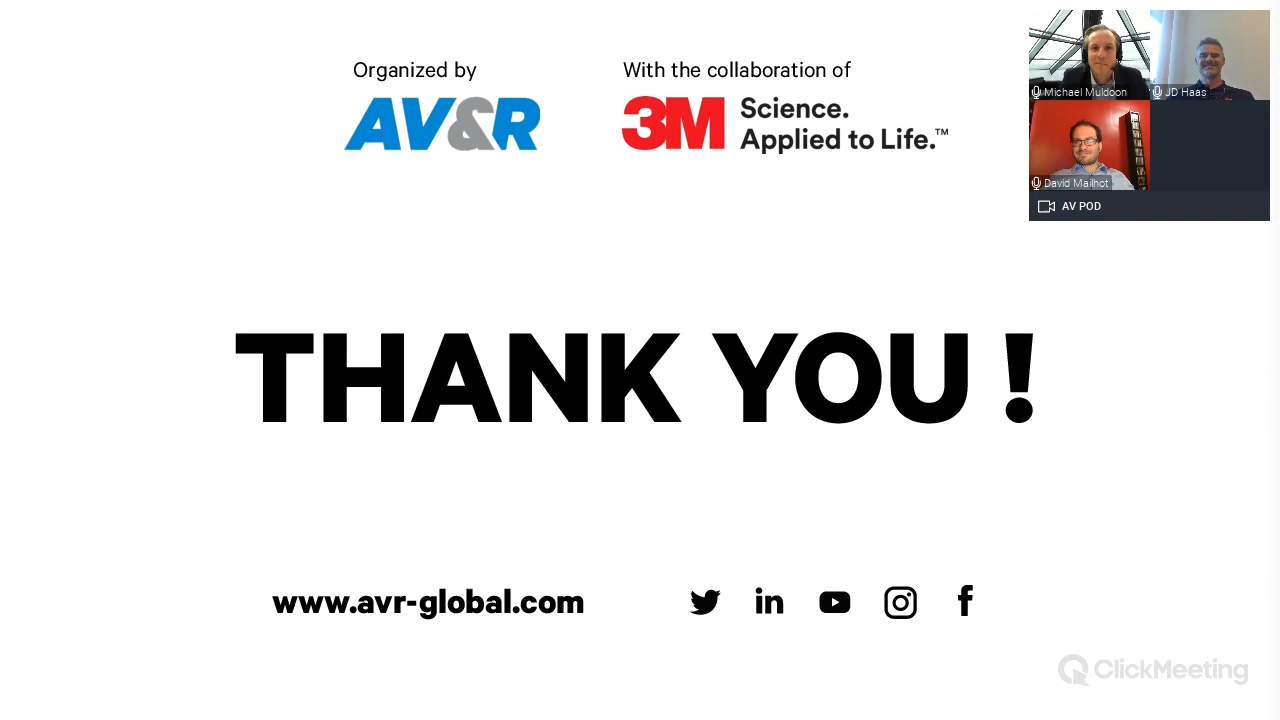 Organized by
AV&R
With the collaboration of
3M Science.
Applied to Life.™
Michael Muldoon
JD Haas
David Mailhot
AV POD
THANK YOU !
www.avr-global.com
in
f
ClickMeeting